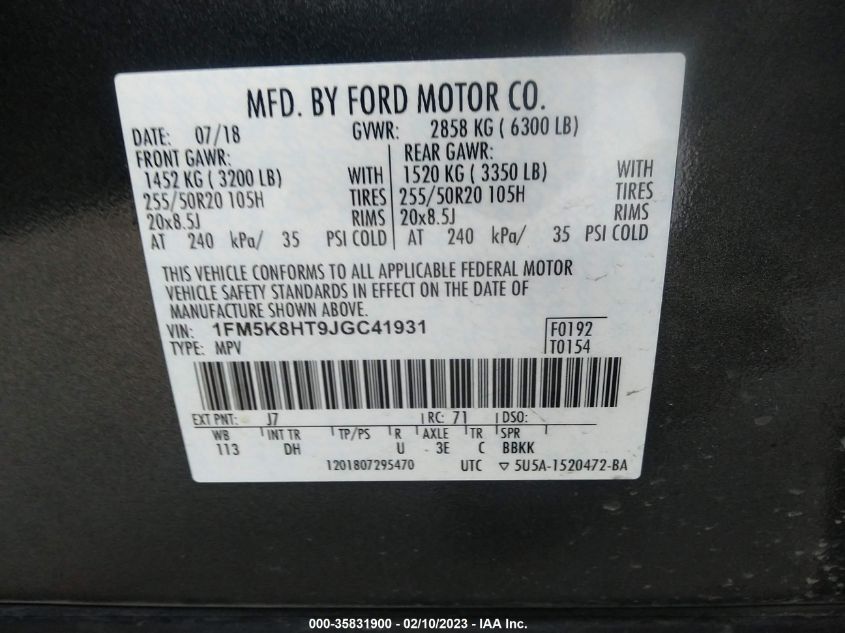 MFD. BY FORD MOTOR CO.
DATE: 07/18 GVWR: 2858 KG ( 6300 LB)
FRONT GAWR: REAR GAWR:
1452 KG ( 3200 LB) WITH 1520 KG ( 3350 LB) WITH
255/50R20 105H TIRES 255/50R20 105H TIRES
20x8.5J RIMS 20x8.5J RIMS
AT 240 kPa/ 35 PSI COLD AT 240 kPa/ 35 PSI COLD
THIS VEHICLE CONFORMS TO ALL APPLICABLE FEDERAL MOTOR
VEHICLE SAFETY STANDARDS IN EFFECT ON THE DATE OF
MANUFACTURE SHOWN ABOVE.
VIN: 1FM5K8HT9JGC41931 F0192
TYPE: MPV T0154
EXT PNT: J7 RC: 71 DSO:
WB INT TR TP/PS R AXLE TR SPR
113 DH U 3E C BBKK
1201807295470 UTC ▽ 5U5A-1520472-BA
000-35831900 — 02/10/2023 — IAA Inc.